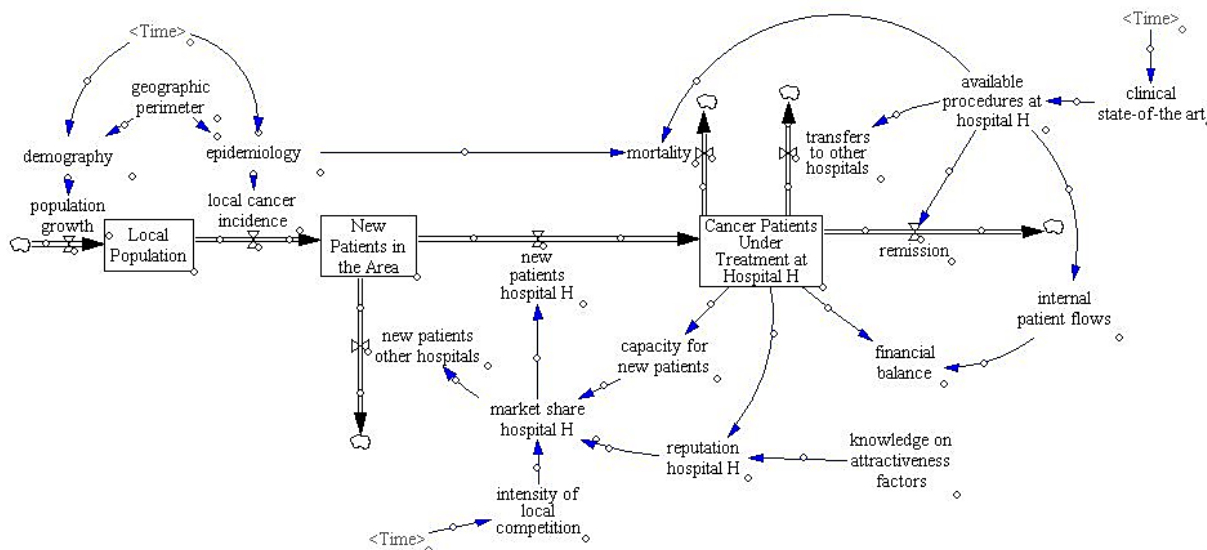 <Time>
<Time>
geographic
perimeter
available
procedures at
hospital H
clinical
state-of-the art
demography
epidemiology
mortality
transfers
to other
hospitals
population
growth
local cancer
incidence
Local
Population
New
Patients in
the Area
new
patients
hospital H
Cancer Patients
Under
Treatment at
Hospital H
remission
internal
patient flows
new patients
other hospitals
capacity for
new patients
financial
balance
market share
hospital H
reputation
hospital H
knowledge on
attractiveness
factors
intensity of
local
competition
<Time>